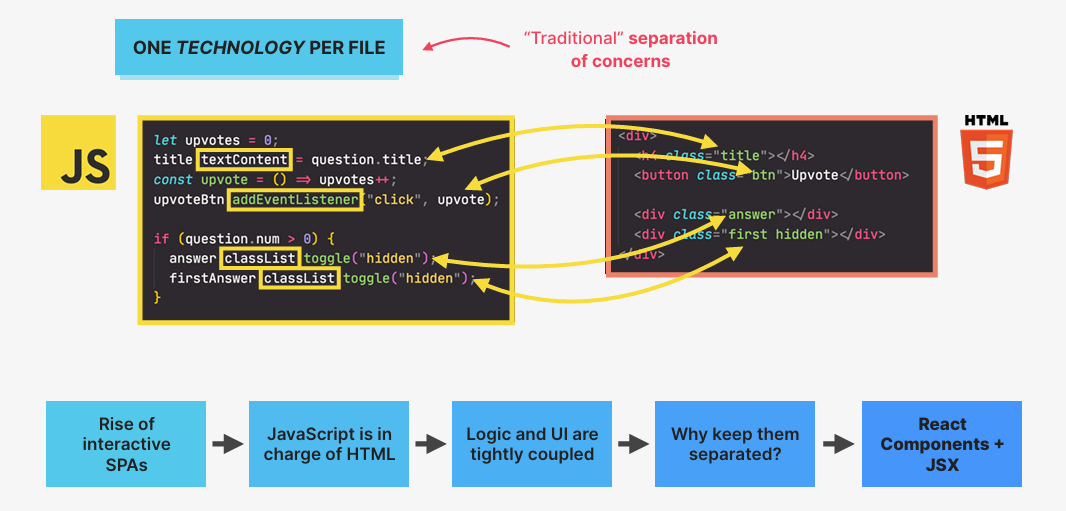 ONE TECHNOLOGY PER FILE
“Traditional” separation
of concerns
JS
let upvotes = 0;
title textContent = question.title;
const upvote = () => upvotes++;
upvoteBtn addEventListener("click", upvote);
if (question.num > 0) {
answer classList toggle("hidden");
firstAnswer classList toggle("hidden");
}
HTML
5
<div>
<h4 class="title"></h4>
<button class="btn">Upvote</button>
<div class="answer"></div>
<div class="first hidden"></div>
</div>
Rise of
interactive
SPAs
JavaScript is in
charge of HTML
Logic and UI are
tightly coupled
Why keep them
separated?
React
Components +
JSX